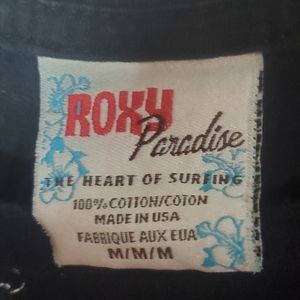 ROXY
Paradise
THE HEART OF SURFING
100% COTTON/COTON
MADE IN USA
FABRIQUE AUX EUA
M/M/M